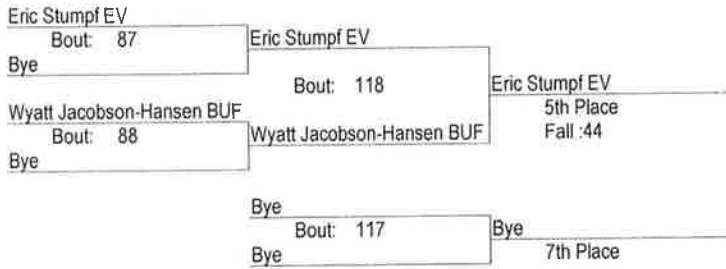 Eric Stumpf EV
Bout: 87
Bye
Eric Stumpf EV
Bout: 118
Wyatt Jacobson-Hansen BUF
Bout: 88
Bye
Wyatt Jacobson-Hansen BUF
Eric Stumpf EV
5th Place
Fall :44
Bye
Bout: 117
Bye
Bye
7th Place